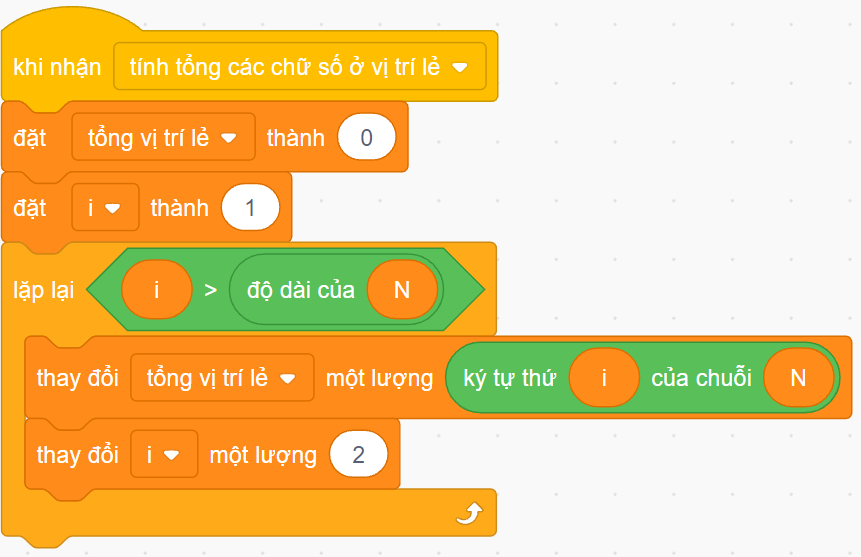 khi nhận tính tổng các chữ số ở vị trí lẻ
đặt tổng vị trí lẻ thành 0
đặt i thành 1
lặp lại i > độ dài của N
thay đổi tổng vị trí lẻ một lượng ký tự thứ i của chuỗi N
thay đổi i một lượng 2